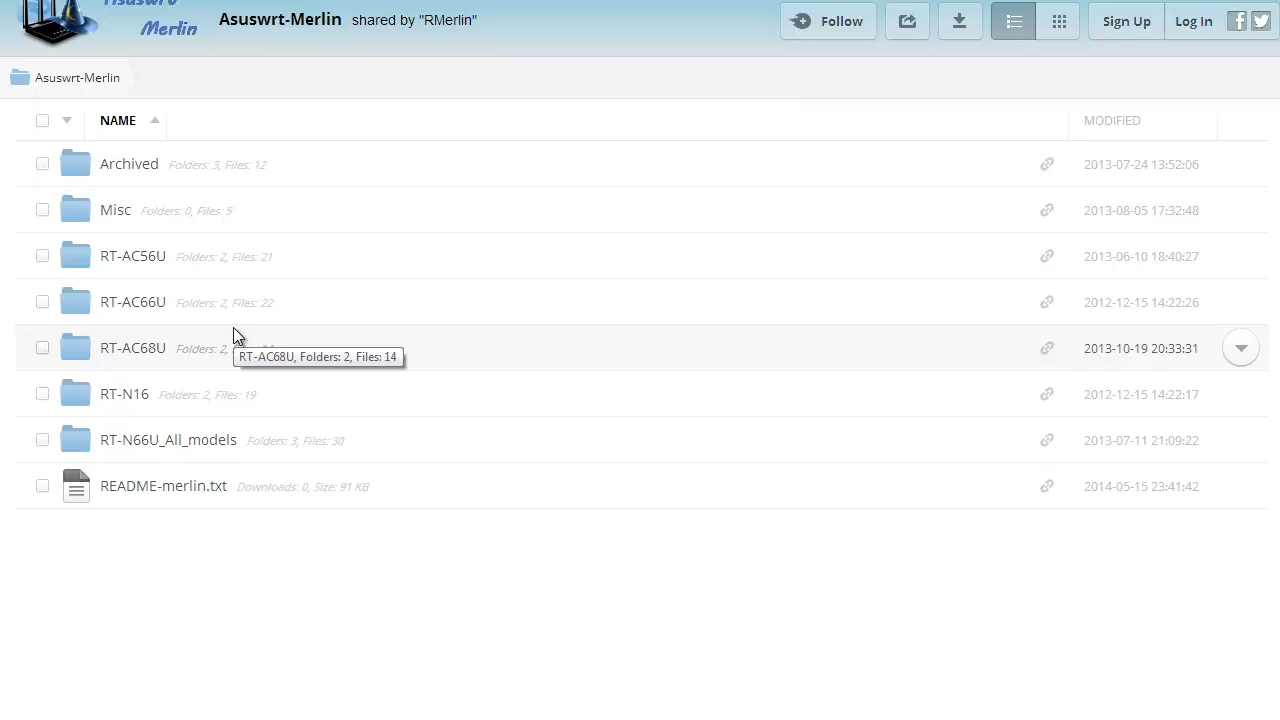 Asuswrt
Merlin
Asuswrt-Merlin shared by "RMerlin"
Follow
Sign Up
Log In
Asuswrt-Merlin
NAME
MODIFIED
Archived Folders: 3, Files: 12 2013-07-24 13:52:06
Misc Folders: 0, Files: 5 2013-08-05 17:32:48
RT-AC56U Folders: 2, Files: 21 2013-06-10 18:40:27
RT-AC66U Folders: 2, Files: 22 2012-12-15 14:22:26
RT-AC68U Folders: 2, 2013-10-19 20:33:31
RT-AC68U, Folders: 2, Files: 14
RT-N16 Folders: 2, Files: 19 2012-12-15 14:22:17
RT-N66U_All_models Folders: 3, Files: 30 2013-07-11 21:09:22
README-merlin.txt Downloads: 0, Size: 91 KB 2014-05-15 23:41:42